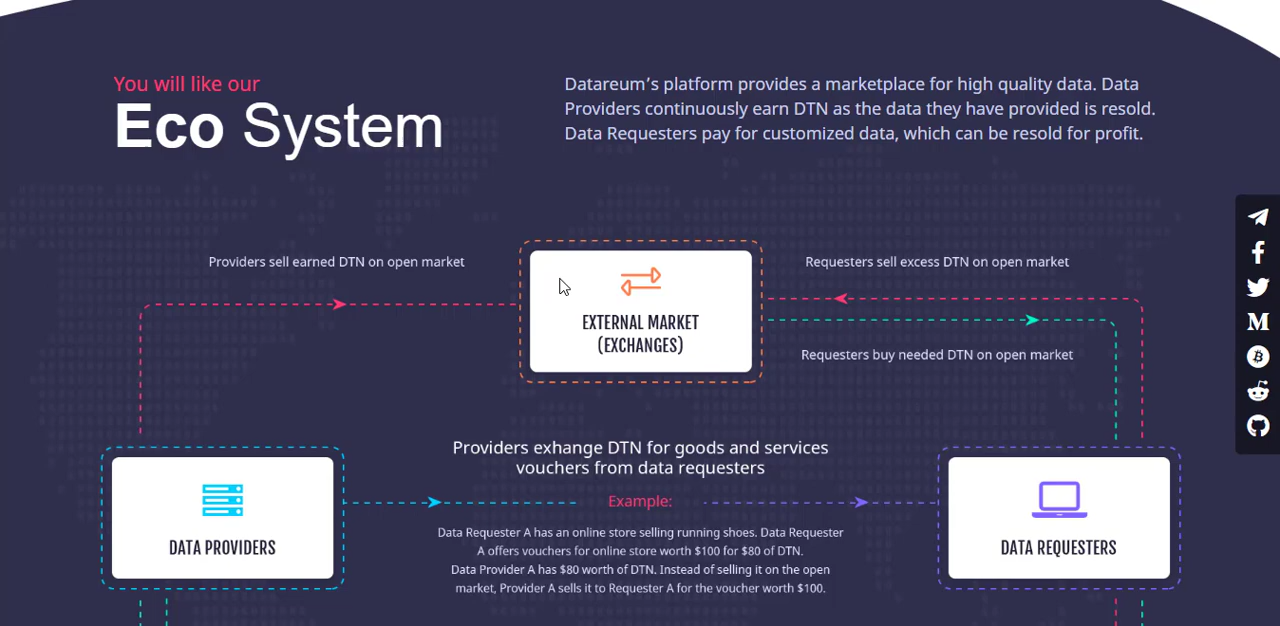 You will like our
Eco System
Datareum's platform provides a marketplace for high quality data. Data
Providers continuously earn DTN as the data they have provided is resold.
Data Requesters pay for customized data, which can be resold for profit.
Providers sell earned DTN on open market
EXTERNAL MARKET
(EXCHANGES)
Requesters sell excess DTN on open market
Requesters buy needed DTN on open market
Providers exhange DTN for goods and services
vouchers from data requesters
Example:
Data Requester A has an online store selling running shoes. Data Requester
A offers vouchers for online store worth $100 for $80 of DTN.
Data Provider A has $80 worth of DTN. Instead of selling it on the open
market, Provider A sells it to Requester A for the voucher worth $100.
DATA PROVIDERS
DATA REQUESTERS